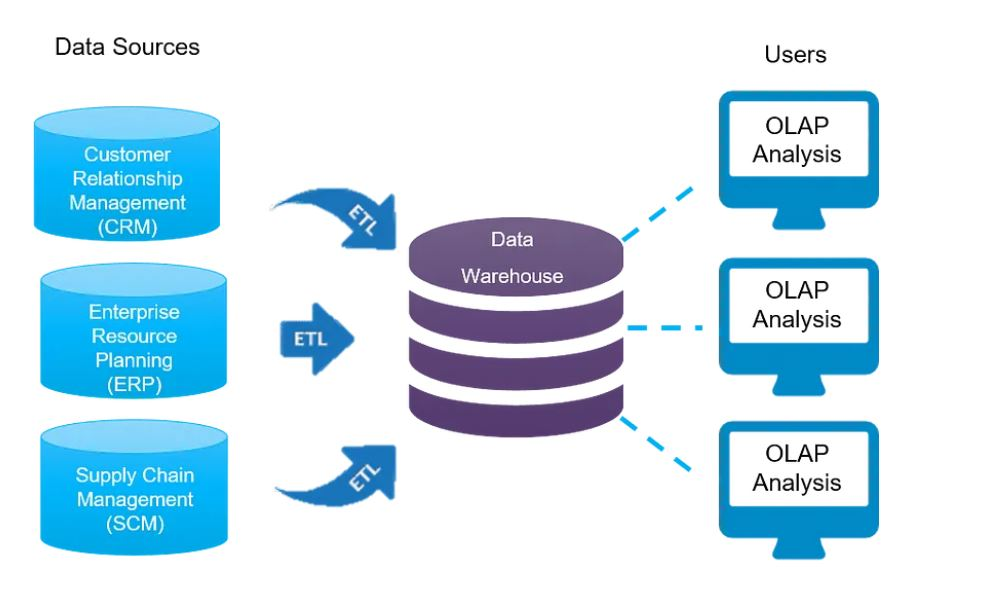 Data Sources
Users
Customer
Relationship
Management
(CRM)
Enterprise
Resource
Planning
(ERP)
Supply Chain
Management
(SCM)
ETL
ETL
ETL
Data
Warehouse
OLAP
Analysis
OLAP
Analysis
OLAP
Analysis